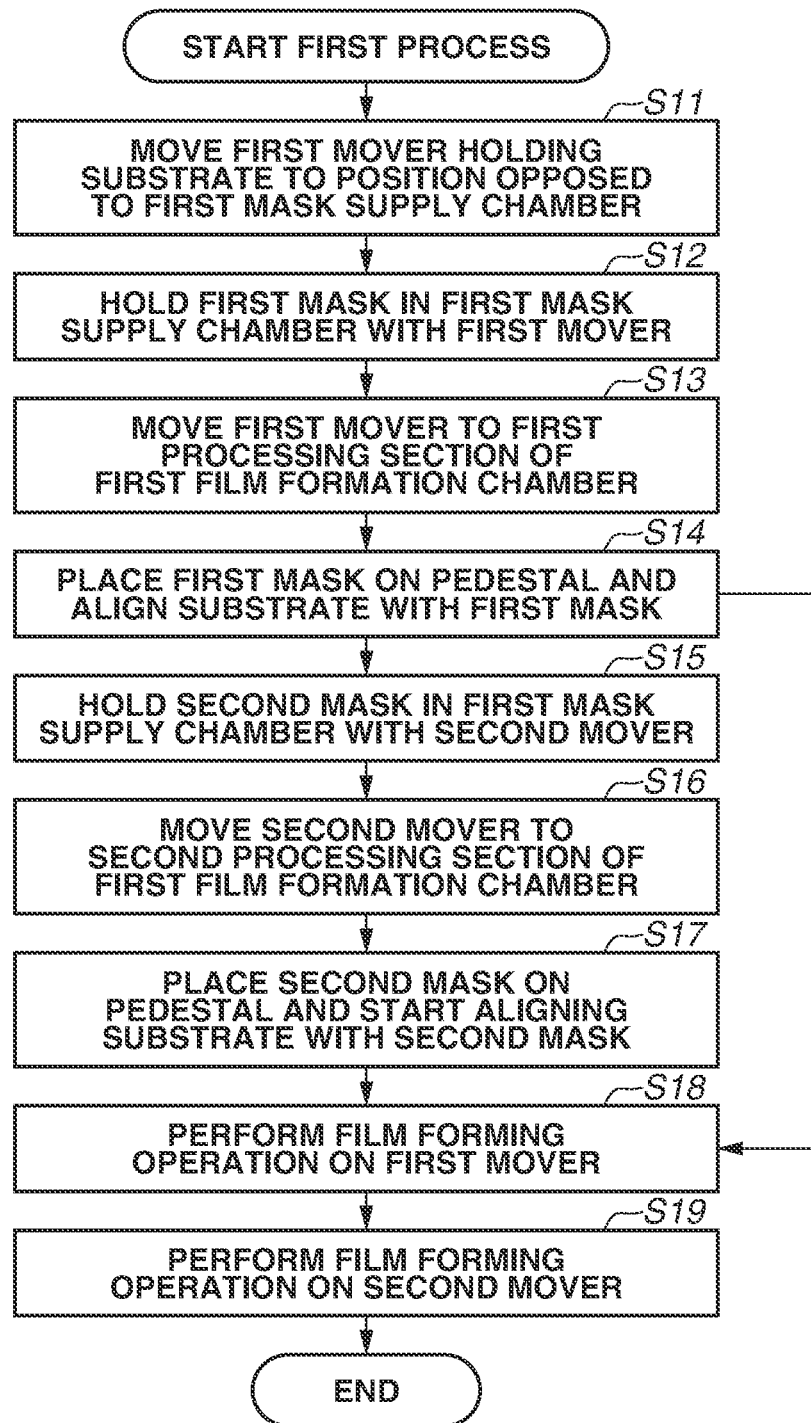 START FIRST PROCESS
S11
MOVE FIRST MOVER HOLDING
SUBSTRATE TO POSITION OPPOSED
TO FIRST MASK SUPPLY CHAMBER
S12
HOLD FIRST MASK IN FIRST MASK
SUPPLY CHAMBER WITH FIRST MOVER
S13
MOVE FIRST MOVER TO FIRST
PROCESSING SECTION OF
FIRST FILM FORMATION CHAMBER
S14
PLACE FIRST MASK ON PEDESTAL AND
ALIGN SUBSTRATE WITH FIRST MASK
S15
HOLD SECOND MASK IN FIRST MASK
SUPPLY CHAMBER WITH SECOND MOVER
S16
MOVE SECOND MOVER TO
SECOND PROCESSING SECTION OF
FIRST FILM FORMATION CHAMBER
S17
PLACE SECOND MASK ON
PEDESTAL AND START ALIGNING
SUBSTRATE WITH SECOND MASK
S18
PERFORM FILM FORMING
OPERATION ON FIRST MOVER
S19
PERFORM FILM FORMING
OPERATION ON SECOND MOVER
END